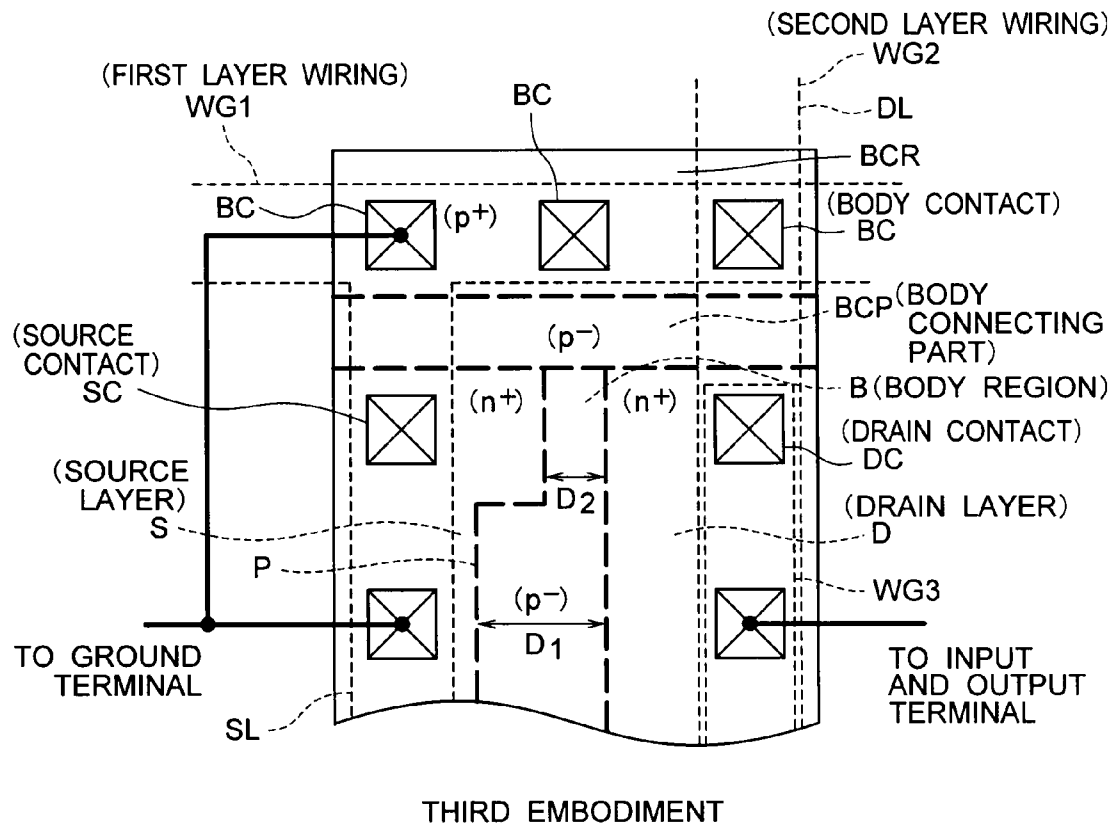 (SECOND LAYER WIRING)
WG2
(FIRST LAYER WIRING)
WG1
BC
DL
BCR
BC
(p+)
(BODY CONTACT)
BC
(SOURCE
CONTACT)
SC
(p−)
BCP
(BODY
CONNECTING
PART)
(n+)
(n+)
B(BODY REGION)
(DRAIN CONTACT)
DC
(SOURCE
LAYER)
S
D2
(DRAIN LAYER)
D
P
WG3
(p−)
D1
TO GROUND
TERMINAL
TO INPUT
AND OUTPUT
TERMINAL
SL
THIRD EMBODIMENT